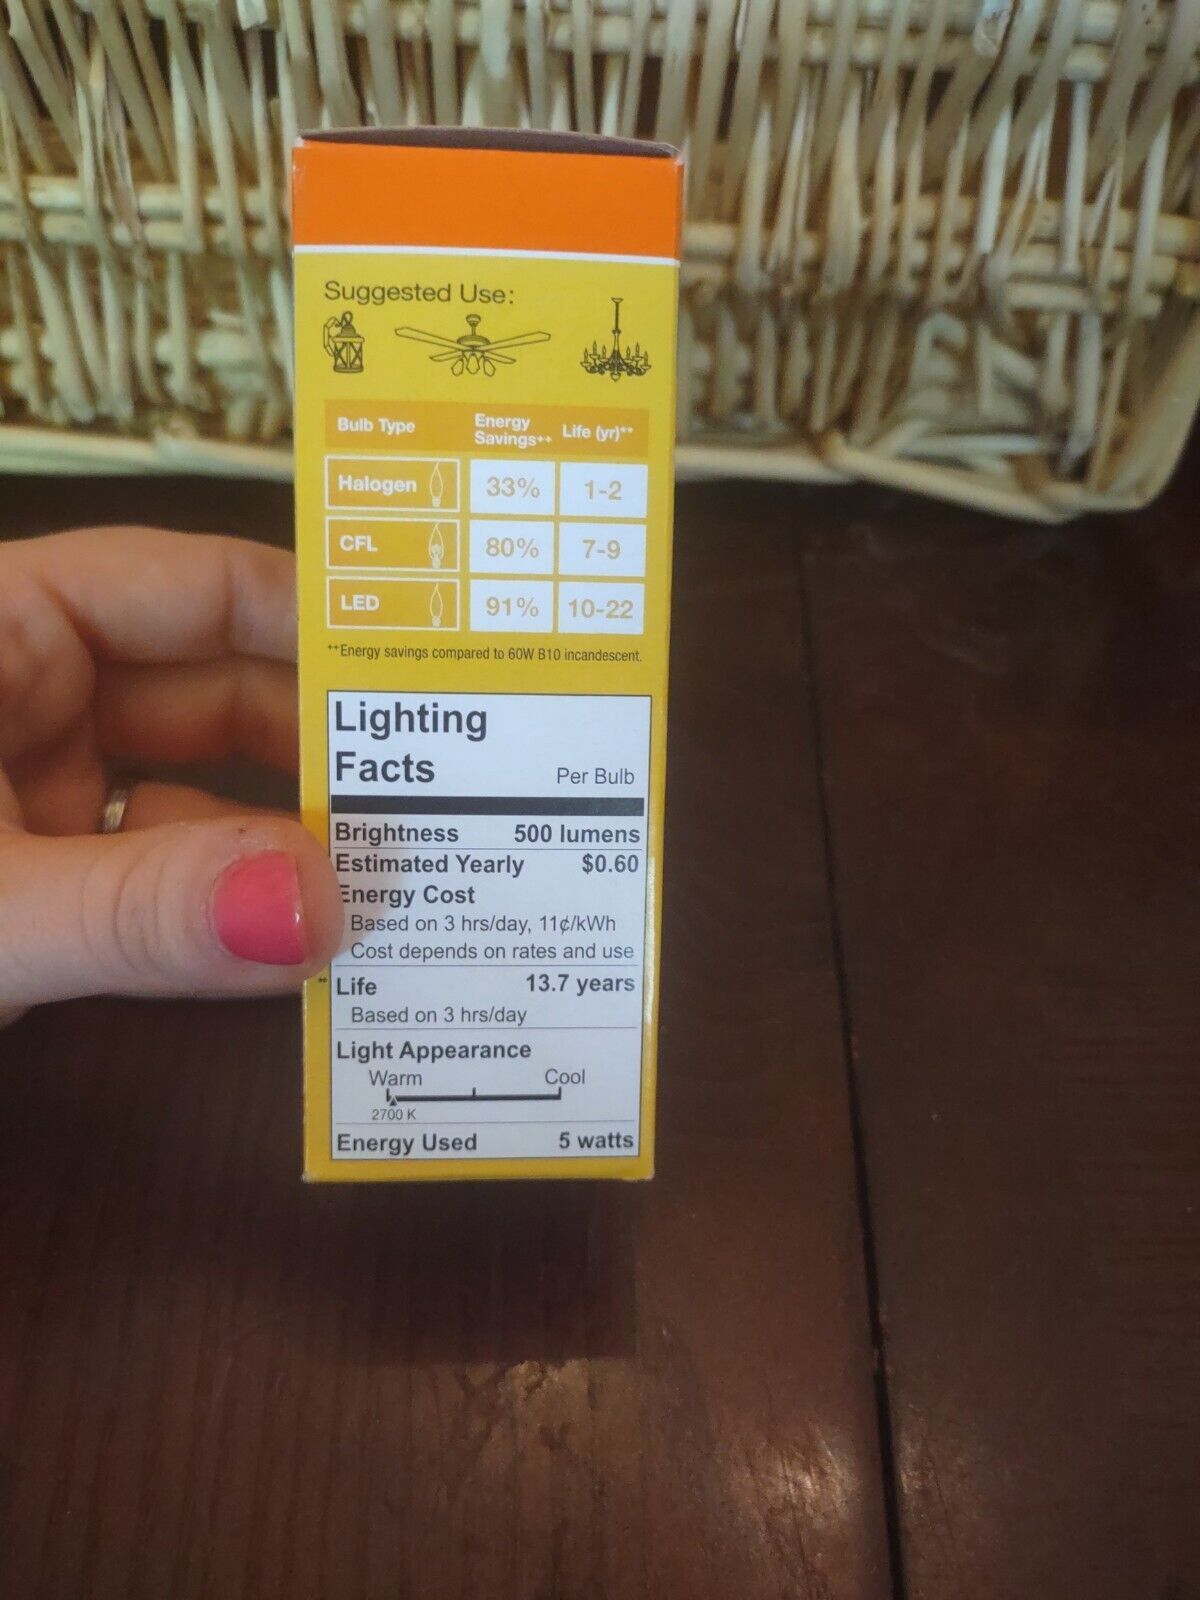 Suggested Use:
Bulb Type Energy Savings++ Life (yr)**
Halogen 33% 1-2
CFL 80% 7-9
LED 91% 10-22
++Energy savings compared to 60W B10 incandescent.
Lighting
Facts Per Bulb
Brightness 500 lumens
Estimated Yearly $0.60
Energy Cost
Based on 3 hrs/day, 11¢/kWh
Cost depends on rates and use
** Life 13.7 years
Based on 3 hrs/day
Light Appearance
Warm Cool
2700 K
Energy Used 5 watts